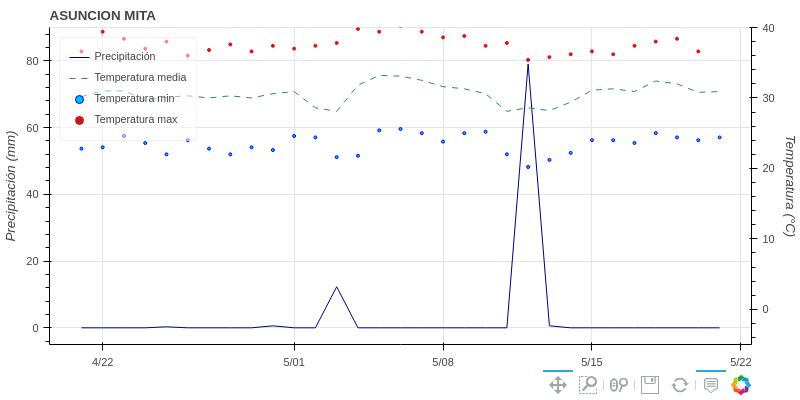 ASUNCION MITA
Precipitación
Temperatura media
Temperatura min
Temperatura max
Precipitación (mm)
80
60
40
20
0
Temperatura (°C)
40
30
20
10
0
4/22
5/01
5/08
5/15
5/22